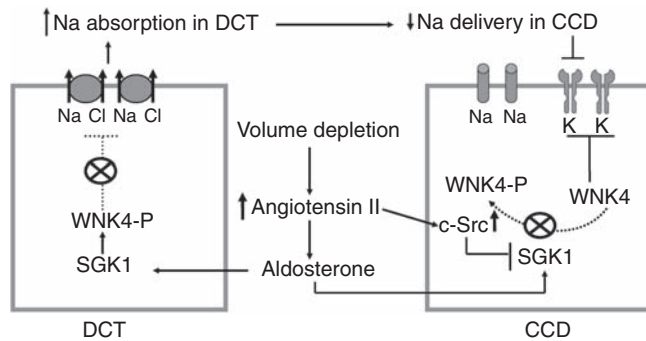 ↑Na absorption in DCT → ↓Na delivery in CCD
Na Cl Na Cl
WNK4-P
SGK1
DCT
Volume depletion
↑Angiotensin II
Aldosterone
Na Na
K K
WNK4-P
WNK4
c-Src↑
SGK1
CCD